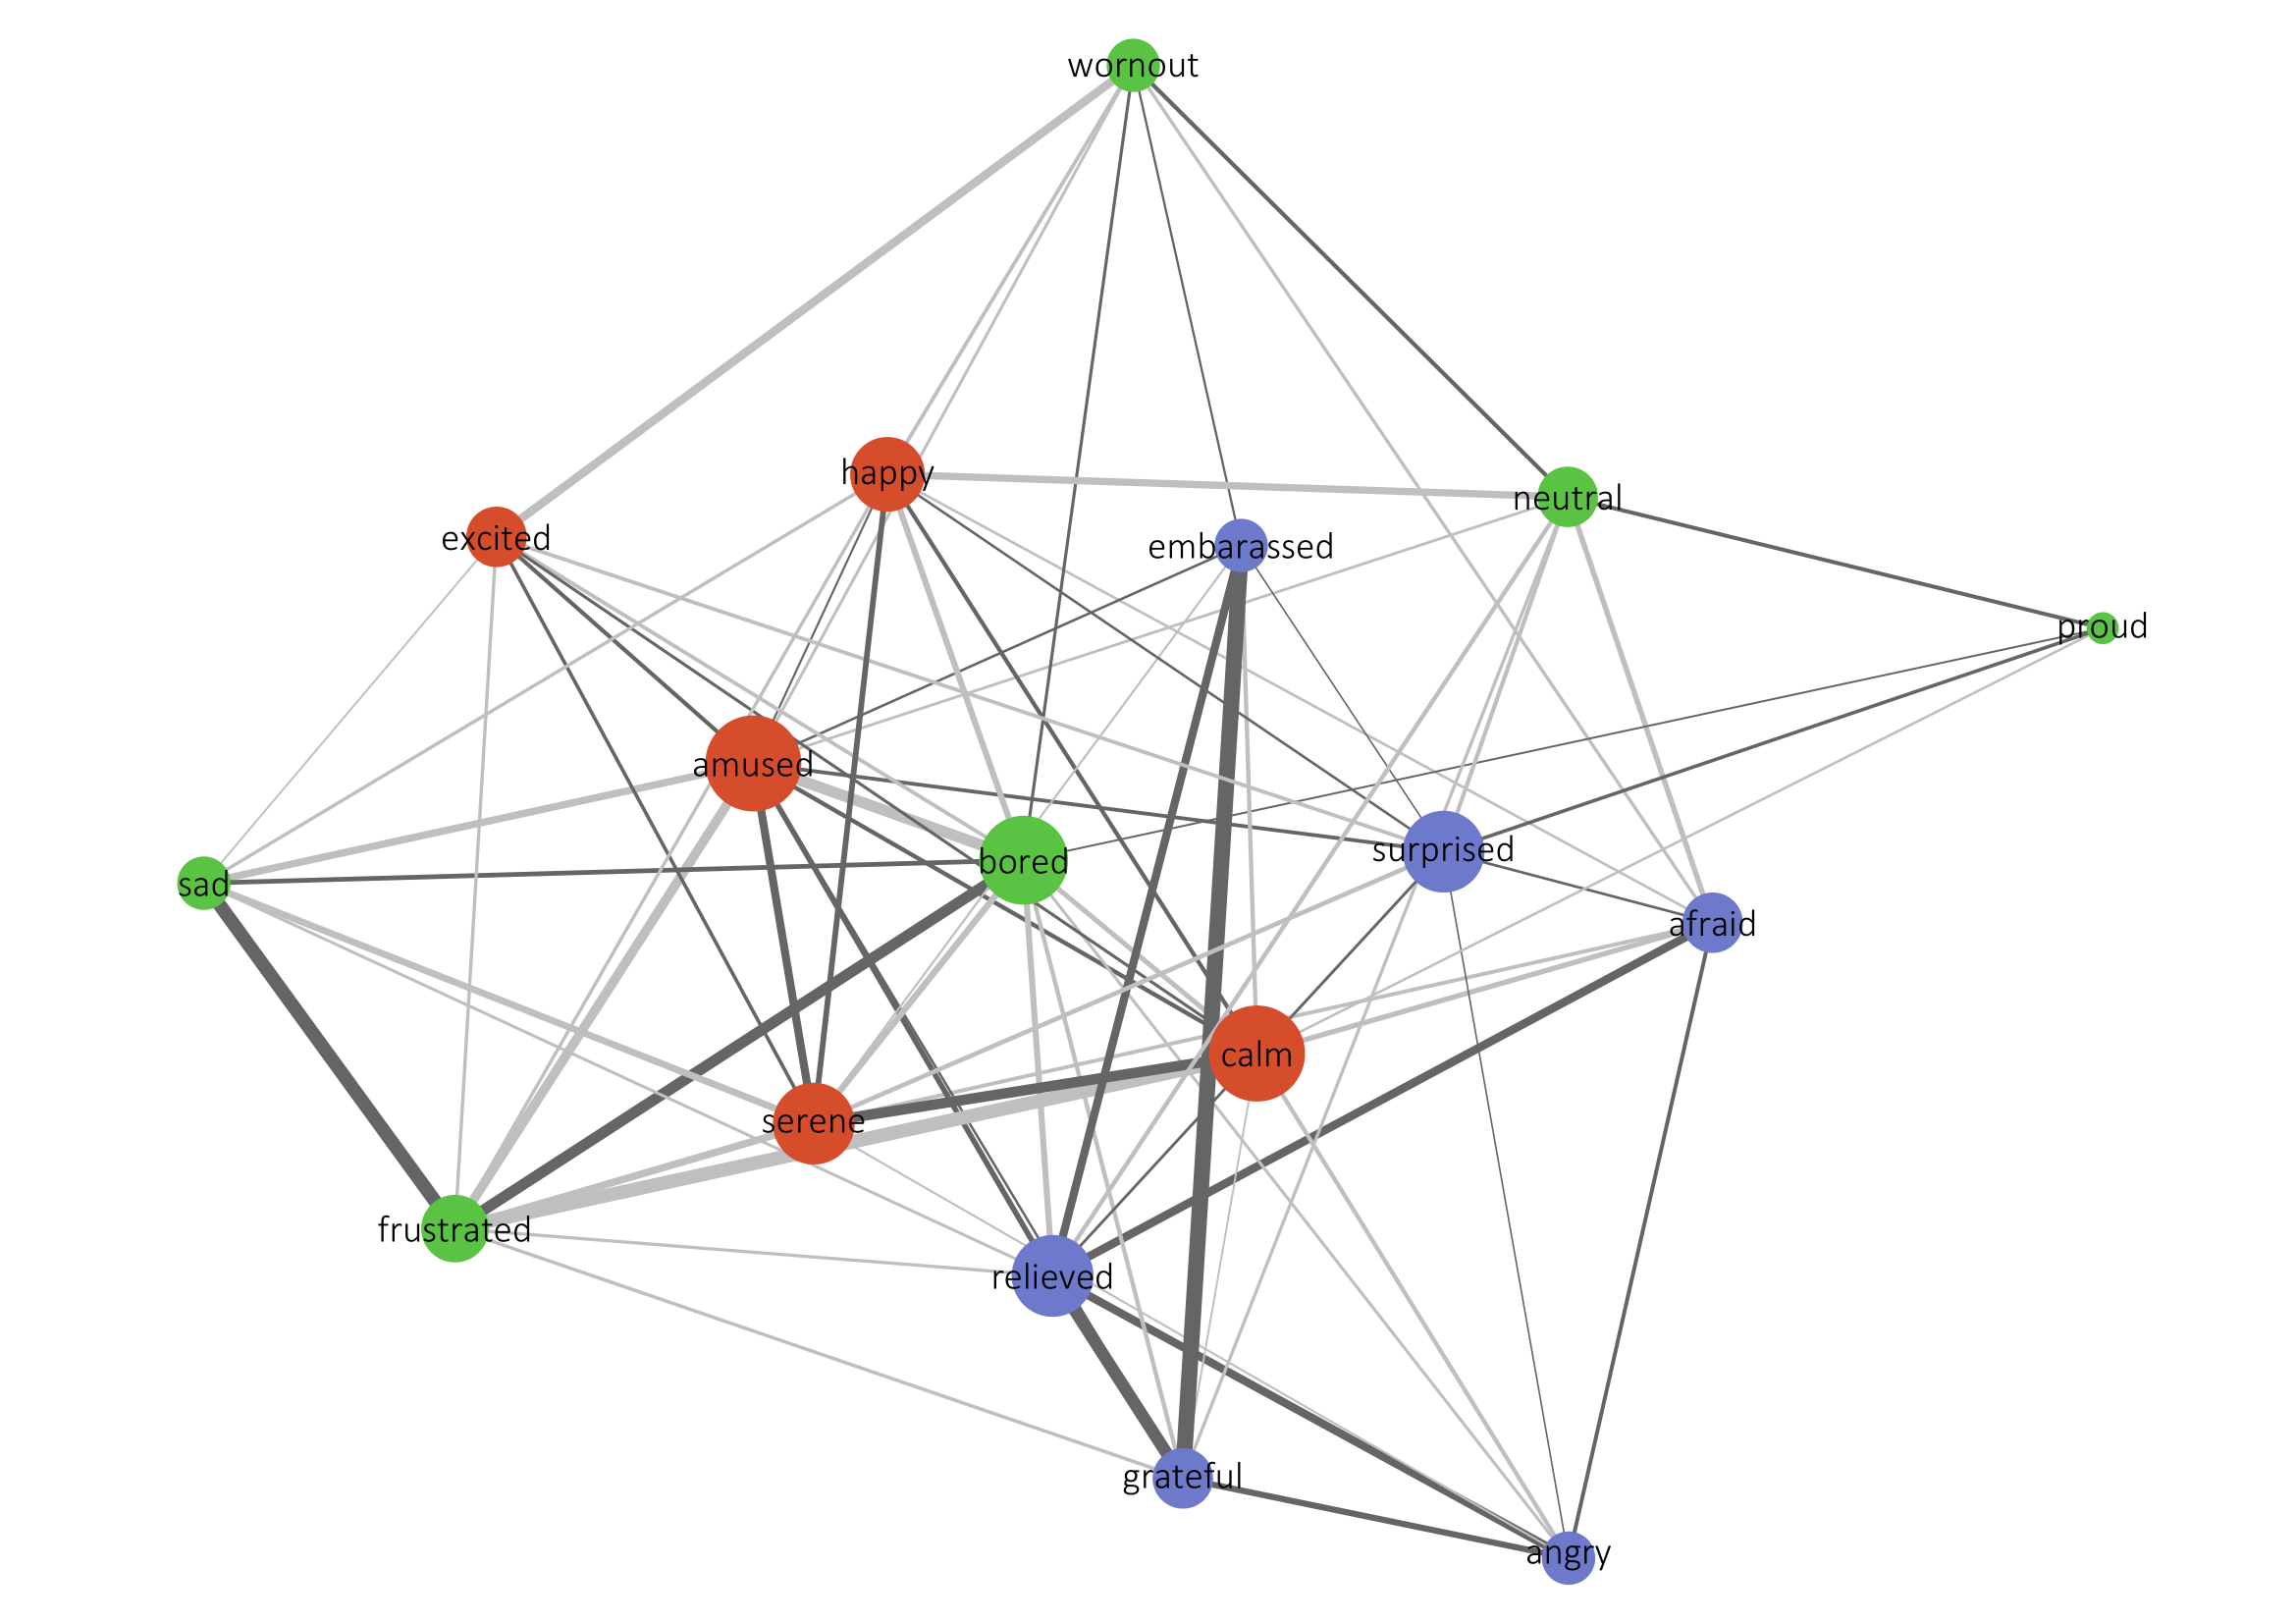 wornout
happy
neutral
excited
embarassed
proud
amused
bored
surprised
sad
afraid
calm
serene
frustrated
relieved
grateful
angry